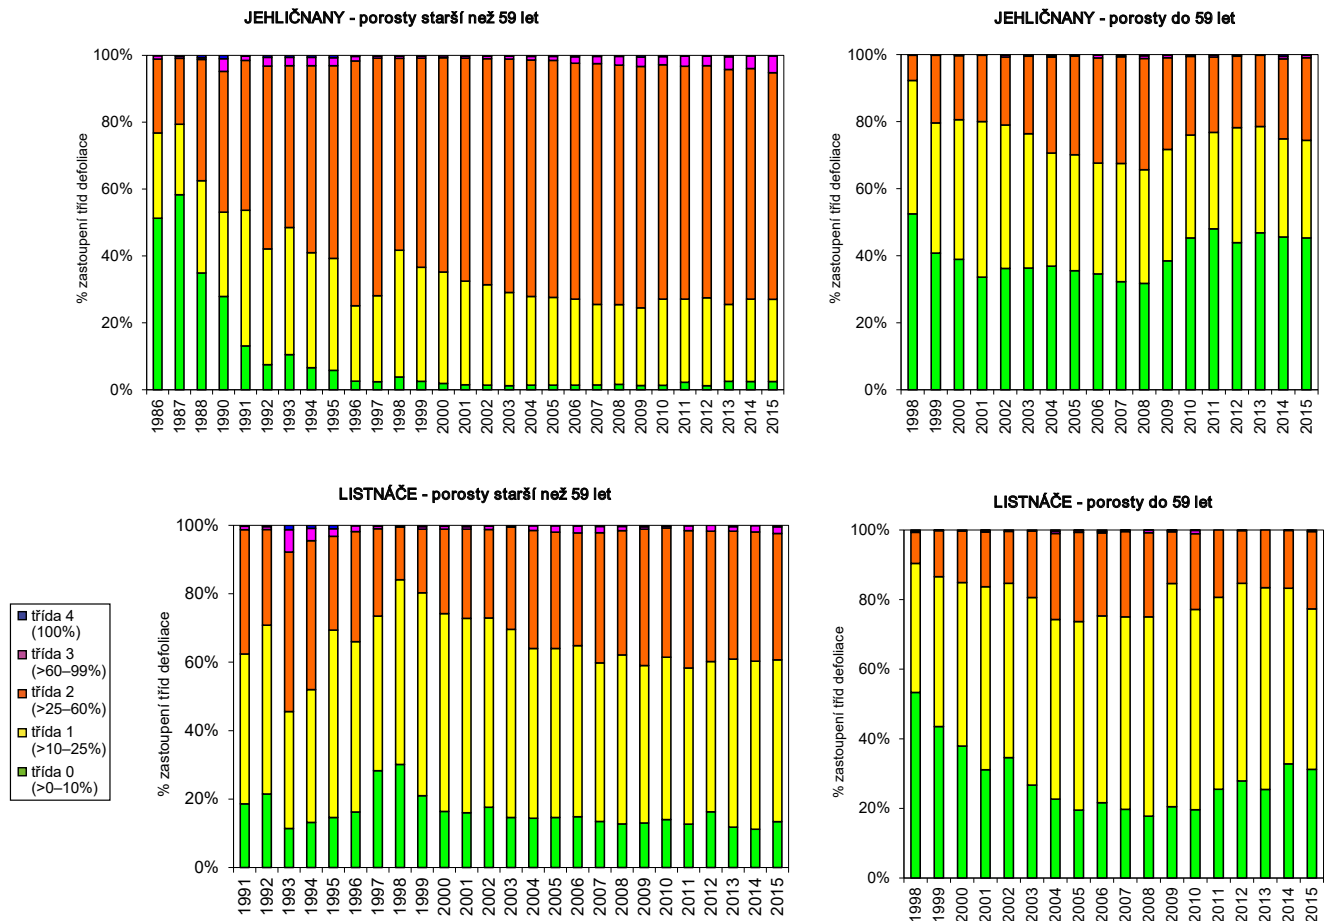 JEHLIČNANY - porosty starší než 59 let
% zastoupení tříd defoliace
100%
80%
60%
40%
20%
0%
1986 1987 1988 1990 1991 1992 1993 1994 1995 1996 1997 1998 1999 2000 2001 2002 2003 2004 2005 2006 2007 2008 2009 2010 2011 2012 2013 2014 2015
JEHLIČNANY - porosty do 59 let
% zastoupení tříd defoliace
100%
80%
60%
40%
20%
0%
1998 1999 2000 2001 2002 2003 2004 2005 2006 2007 2008 2009 2010 2011 2012 2013 2014 2015
třída 4
(100%)
třída 3
(>60–99%)
třída 2
(>25–60%)
třída 1
(>10–25%)
třída 0
(>0–10%)
LISTNÁČE - porosty starší než 59 let
% zastoupení tříd defoliace
100%
80%
60%
40%
20%
0%
1991 1992 1993 1994 1995 1996 1997 1998 1999 2000 2001 2002 2003 2004 2005 2006 2007 2008 2009 2010 2011 2012 2013 2014 2015
LISTNÁČE - porosty do 59 let
% zastoupení tříd defoliace
100%
80%
60%
40%
20%
0%
1998 1999 2000 2001 2002 2003 2004 2005 2006 2007 2008 2009 2010 2011 2012 2013 2014 2015